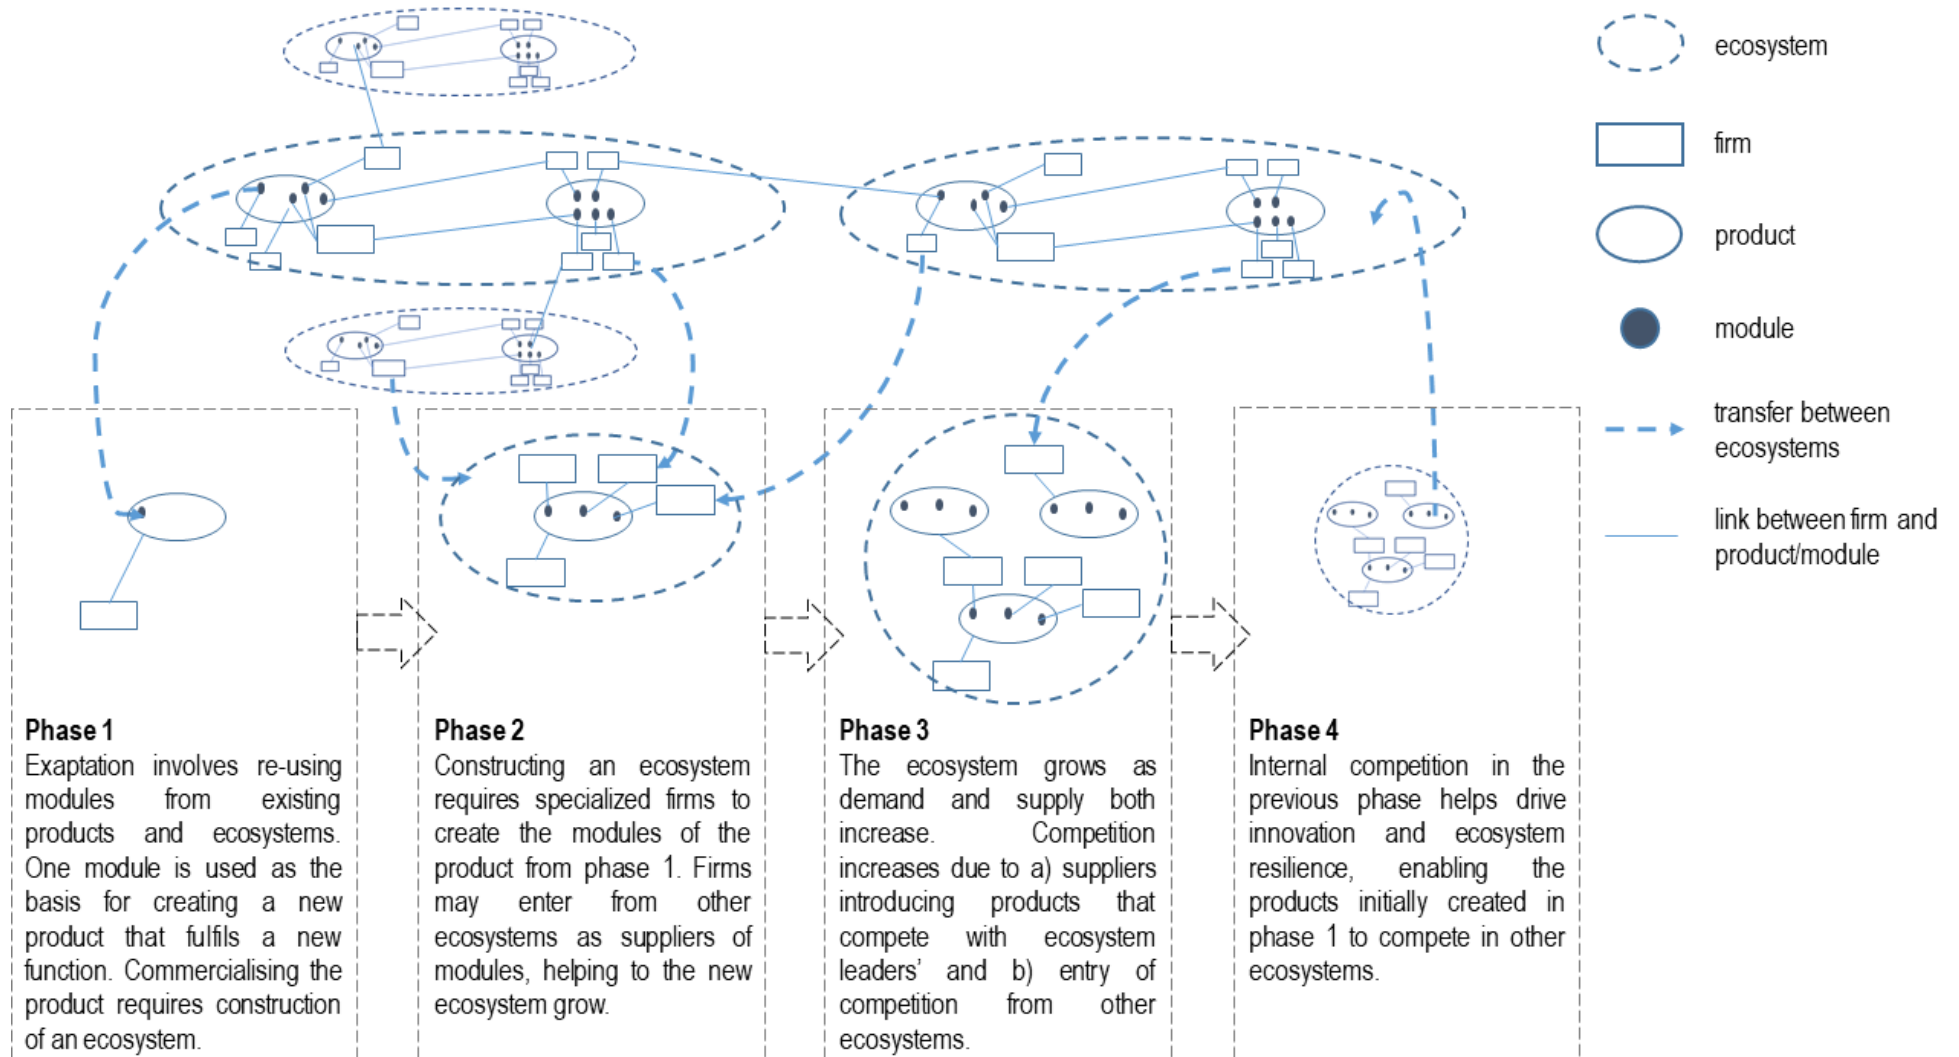 ecosystem
firm
product
module
transfer between
ecosystems
link between firm and
product/module
Phase 1
Exaptation involves re-using
modules from existing
products and ecosystems.
One module is used as the
basis for creating a new
product that fulfils a new
function. Commercialising the
product requires construction
of an ecosystem.
Phase 2
Constructing an ecosystem
requires specialized firms to
create the modules of the
product from phase 1. Firms
may enter from other
ecosystems as suppliers of
modules, helping to the new
ecosystem grow.
Phase 3
The ecosystem grows as
demand and supply both
increase. Competition
increases due to a) suppliers
introducing products that
compete with ecosystem
leaders’ and b) entry of
competition from other
ecosystems.
Phase 4
Internal competition in the
previous phase helps drive
innovation and ecosystem
resilience, enabling the
products initially created in
phase 1 to compete in other
ecosystems.